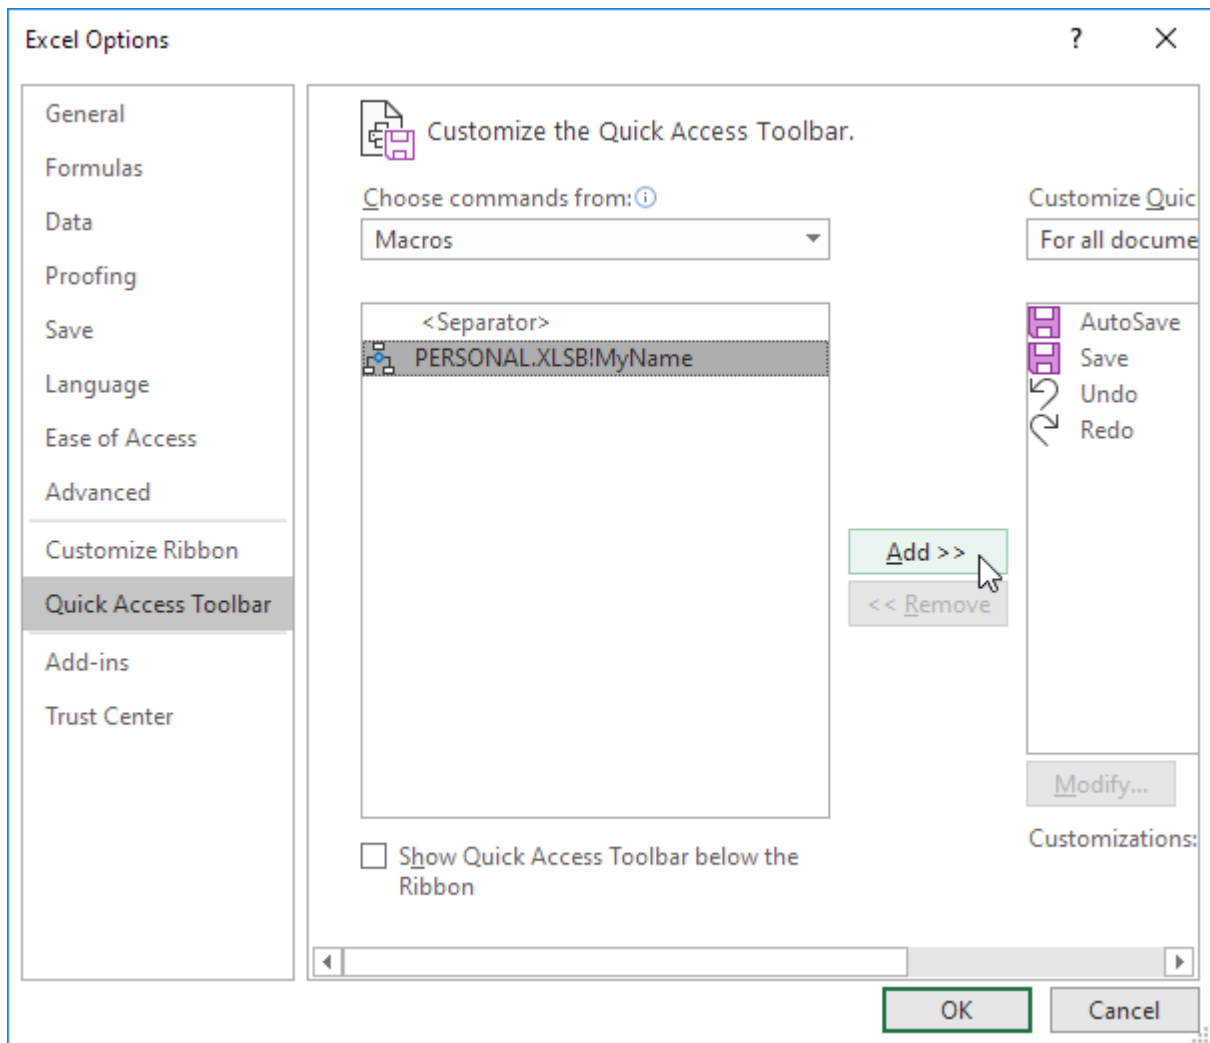 Excel Options
?
General
Formulas
Data
Proofing
Save
Language
Ease of Access
Advanced
Customize Ribbon
Quick Access Toolbar
Add-ins
Trust Center
Customize the Quick Access Toolbar.
Choose commands from:
Macros
<Separator>
PERSONAL.XLSB!MyName
Show Quick Access Toolbar below the
Ribbon
Add >>
<< Remove
Customize Quic
For all docume
AutoSave
Save
Undo
Redo
Modify...
Customizations:
OK
Cancel